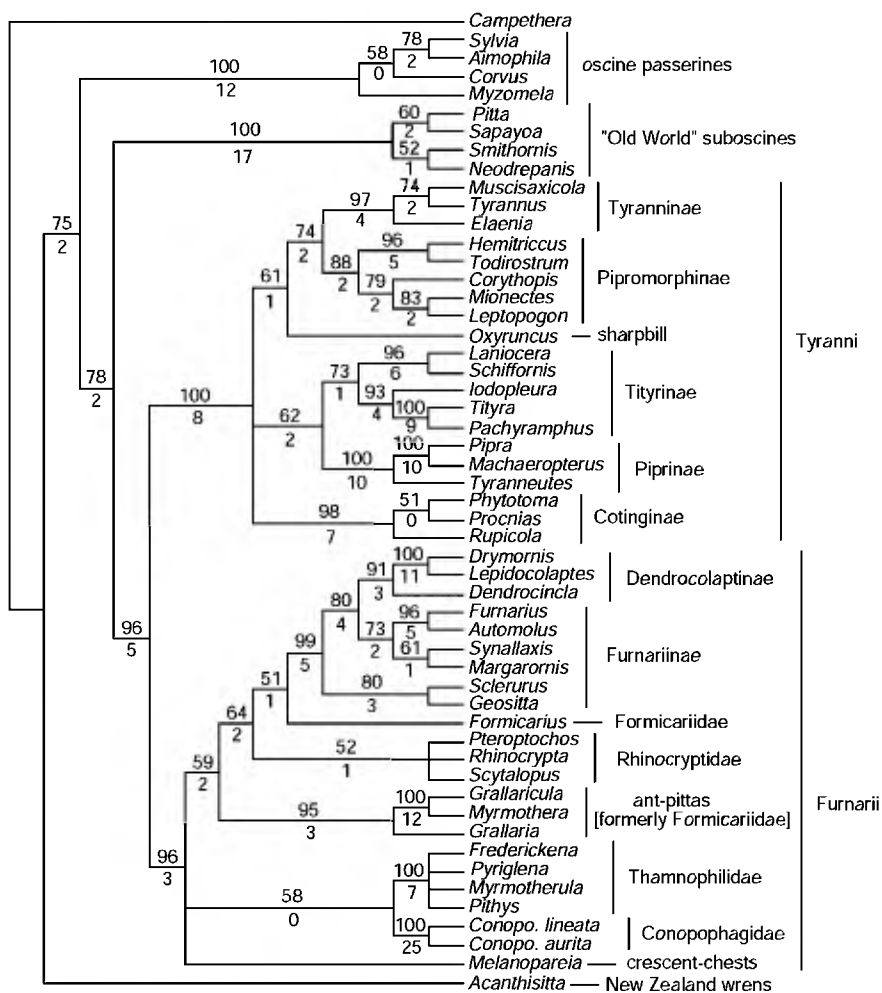 Campethera
Sylvia
78
Aimophila
58
2
oscine passerines
100
Corvus
0
12
Myzomela
Pitta
60
Sapayoa
2
100
"Old World" suboscines
Smithornis
52
17
Neodrepanis
1
Muscisaxicola
74
97
Tyrannus
Tyranninae
2
4
Elaenia
75
2
74
Hemitriccus
96
2
88
Todirostrum
5
79
Corythopis
Pipromorphinae
61
2
2
83
Mionectes
1
Leptopogon
2
Oxyruncus
sharpbill
Tyranni
Laniocera
96
73
Schiffornis
6
78
93
Iodopleura
Tityrinae
2
100
1
4
100
Tityra
8
62
9
Pachyramphus
2
100
Pipra
100
10
Machaeropterus
Piprinae
10
Tyranneutes
51
Phytotoma
98
0
Procnias
Cotinginae
7
Rupicola
100
Drymornis
91
11
Lepidocolaptes
Dendrocolaptinae
3
Dendrocincla
80
96
Furnarius
4
73
5
Automolus
96
99
2
61
Synallaxis
Furnariinae
5
5
1
Margarornis
51
80
Sclerurus
1
3
Geositta
64
Formicarius
Formicariidae
2
Pteroptochos
52
Rhinocrypta
Rhinocryptidae
59
1
Scytalopus
2
100
Grallaricula
ant-pittas
95
12
Myrmothera
[formerly Formicariidae]
Furnarii
3
Grallaria
Frederickena
96
100
Pyriglena
Thamnophilidae
3
58
7
Myrmotherula
0
Pithys
100
Conopo. lineata
Conopophagidae
25
Conopo. aurita
Melanopareia
crescent-chests
Acanthisitta
New Zealand wrens